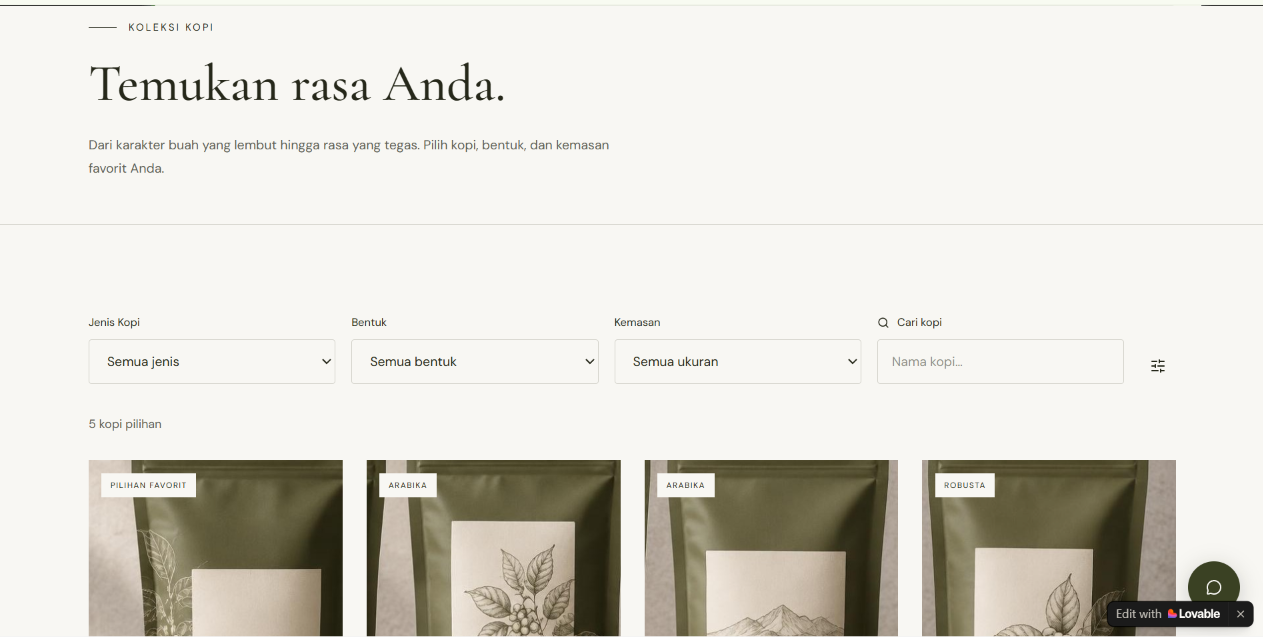 KOLEKSI KOPI
Temukan rasa Anda.
Dari karakter buah yang lembut hingga rasa yang tegas. Pilih kopi, bentuk, dan kemasan
favorit Anda.
Jenis Kopi
Bentuk
Kemasan
Cari kopi
Semua jenis
Semua bentuk
Semua ukuran
Nama kopi...
5 kopi pilihan
PILIHAN FAVORIT
ARABIKA
ARABIKA
ROBUSTA
Edit with Lovable